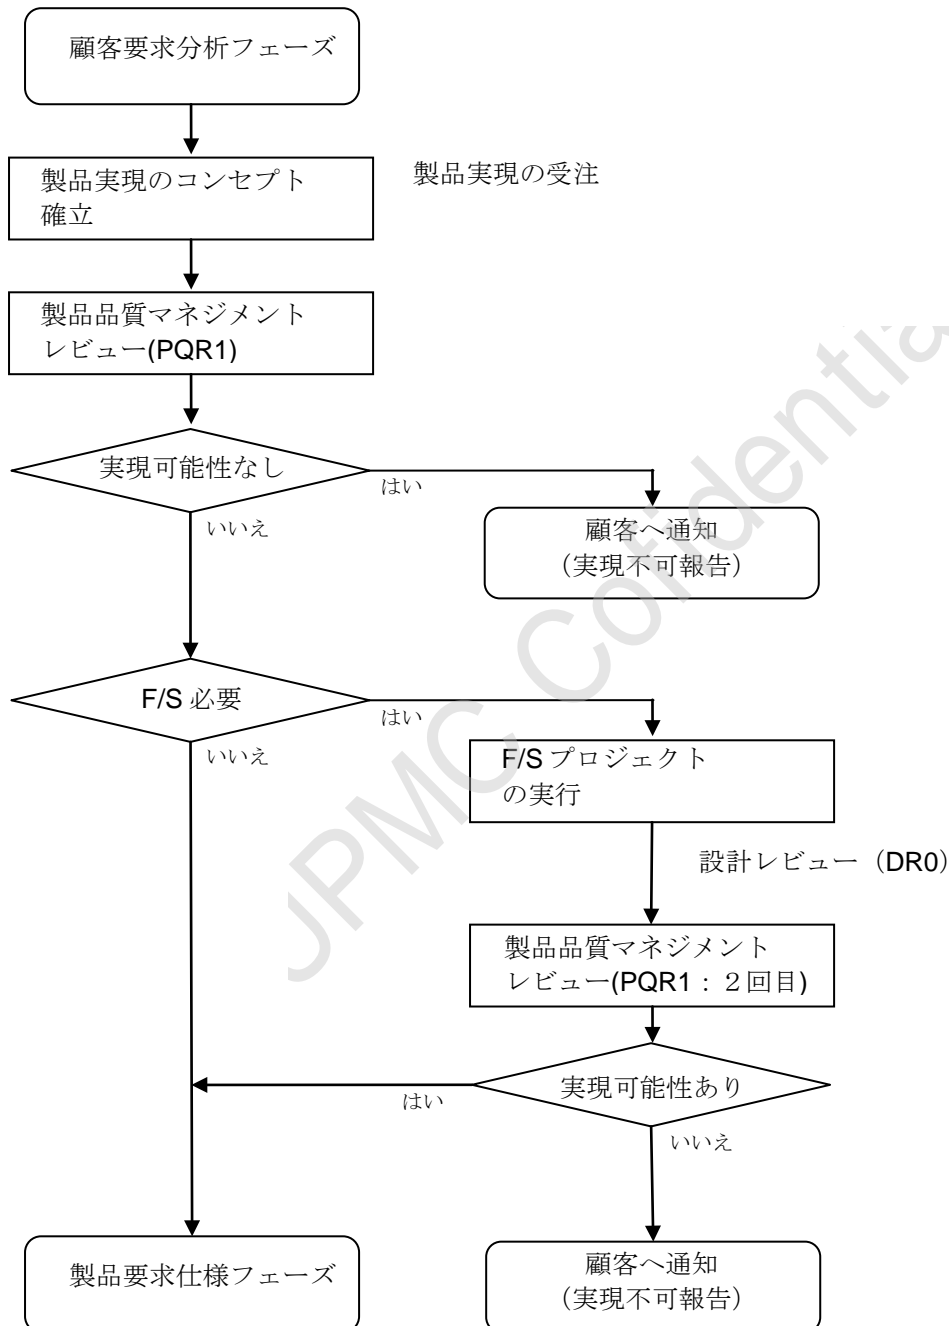 顧客要求分析フェーズ
製品実現のコンセプト
確立
製品実現の受注
製品品質マネジメント
レビュー(PQR1)
実現可能性なし
はい
いいえ
顧客へ通知
（実現不可報告）
F/S 必要
はい
いいえ
F/S プロジェクト
の実行
設計レビュー（DR0）
製品品質マネジメント
レビュー(PQR1：２回目)
実現可能性あり
はい
いいえ
製品要求仕様フェーズ
顧客へ通知
（実現不可報告）
JPMC Cofidentia